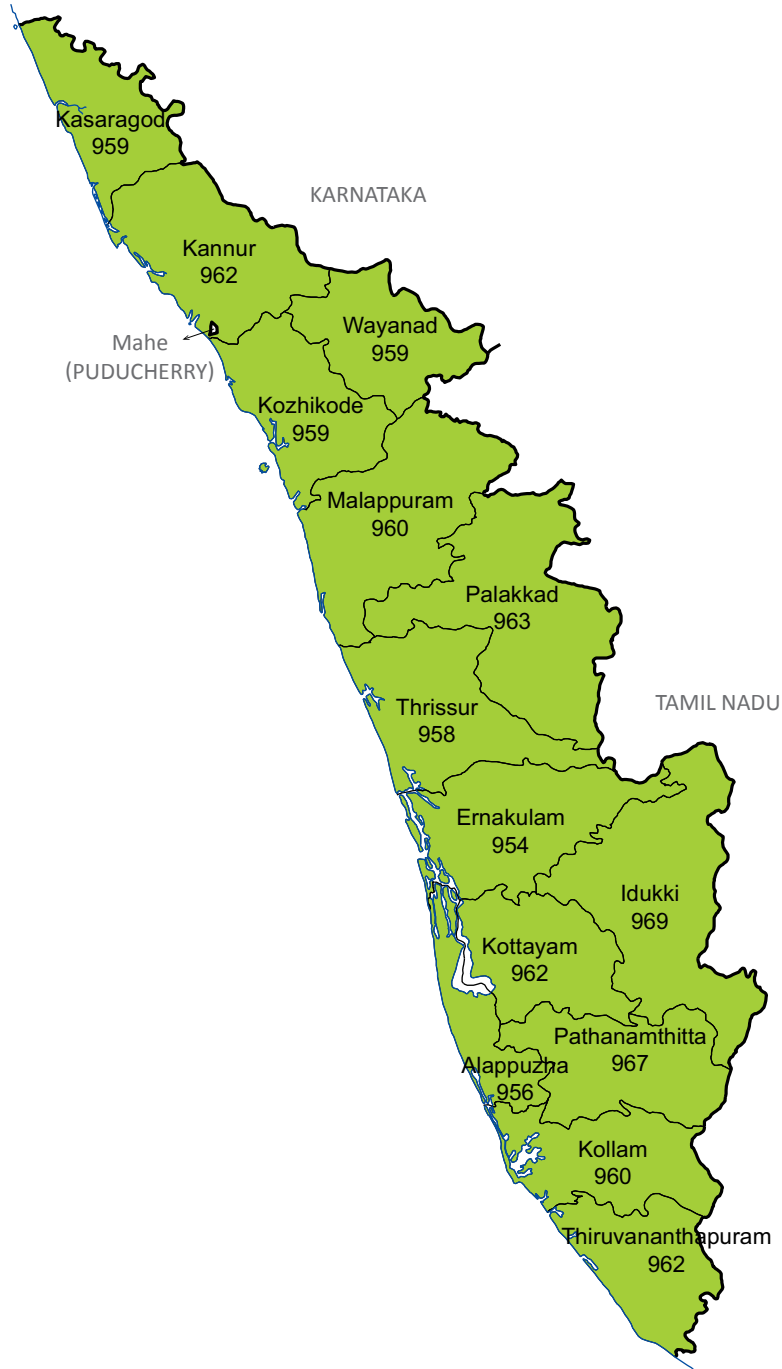 Kasaragod
959
KARNATAKA
Kannur
962
Wayanad
959
Mahe
(PUDUCHERRY)
Kozhikode
959
Malappuram
960
Palakkad
963
Thrissur
958
TAMIL NADU
Ernakulam
954
Idukki
969
Kottayam
962
Pathanamthitta
967
Alappuzha
956
Kollam
960
Thiruvananthapuram
962